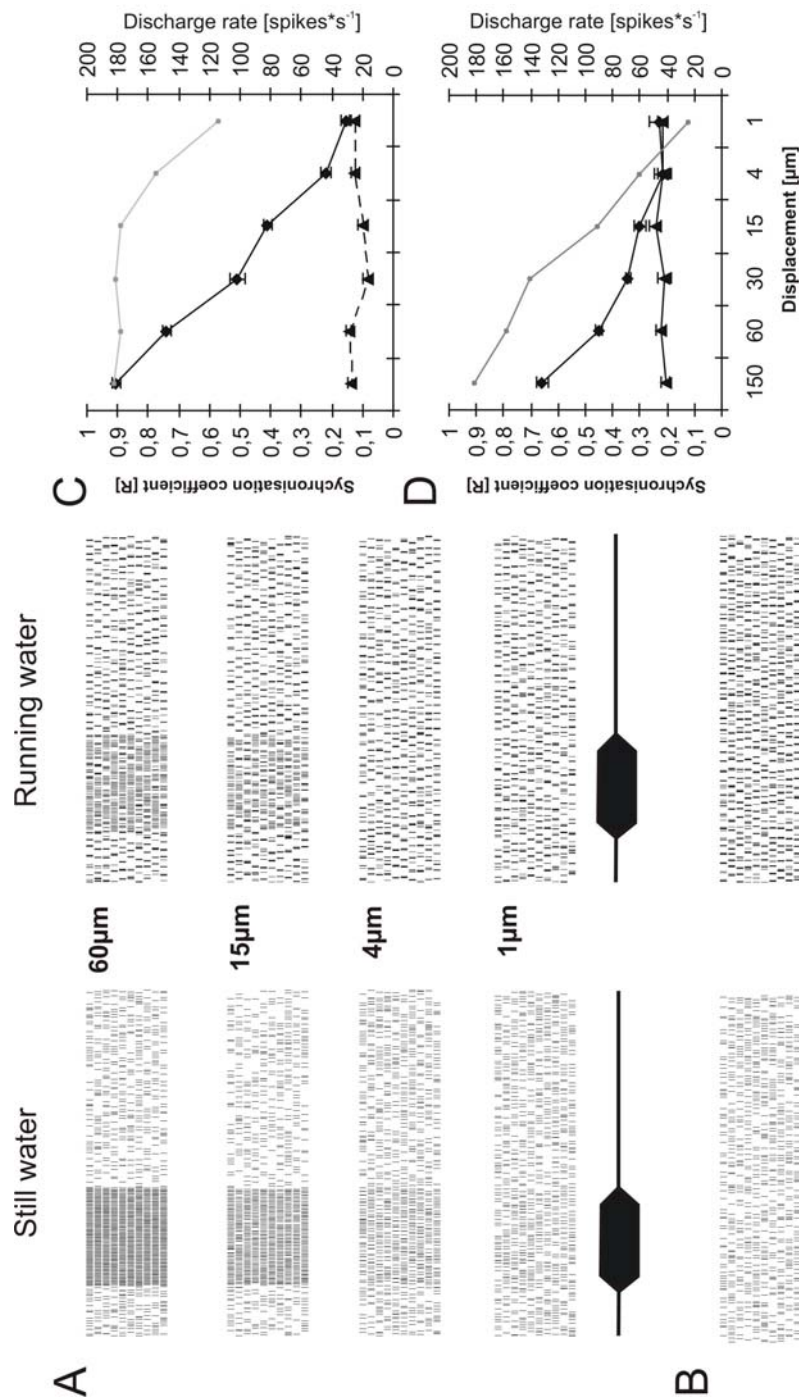 A
Still water
Running water
60µm
15µm
4µm
1µm
B
C
Sychronisation coefficient [R]
1
0,9
0,8
0,7
0,6
0,5
0,4
0,3
0,2
0,1
0
Discharge rate [spikes*s⁻¹]
200
180
160
140
120
100
80
60
40
20
0
D
Sychronisation coefficient [R]
1
0,9
0,8
0,7
0,6
0,5
0,4
0,3
0,2
0,1
0
Discharge rate [spikes*s⁻¹]
200
180
160
140
120
100
80
60
40
20
0
150 60 30 15 4 1
Displacement [µm]